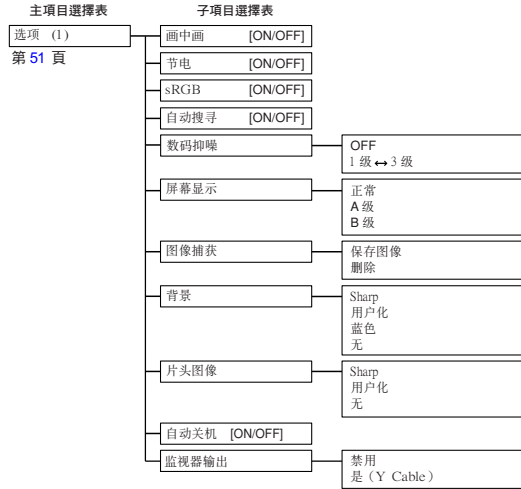 主項目選擇表
子項目選擇表
选项 (1)
第 51 頁
画中画 [ON/OFF]
节电 [ON/OFF]
sRGB [ON/OFF]
自动搜寻 [ON/OFF]
数码抑噪
OFF
1 级 ↔ 3 级
屏幕显示
正常
A 级
B 级
图像捕获
保存图像
删除
背景
Sharp
用户化
蓝色
无
片头图像
Sharp
用户化
无
自动关机 [ON/OFF]
监视器输出
禁用
是（Y Cable）